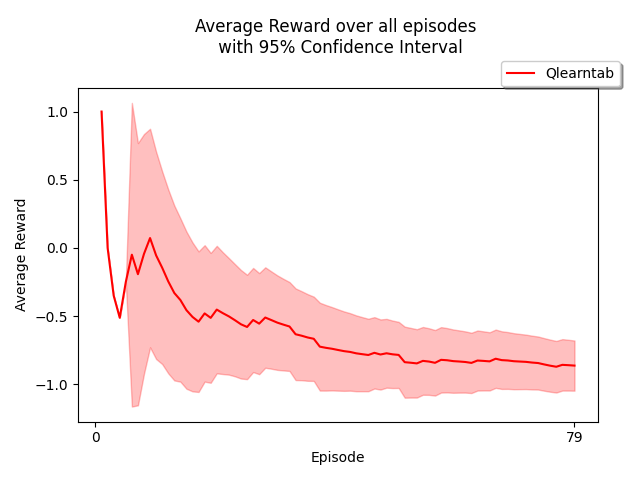 Average Reward over all episodes
with 95% Confidence Interval
Qlearntab
1.0
0.5
0.0
−0.5
−1.0
Average Reward
0
79
Episode